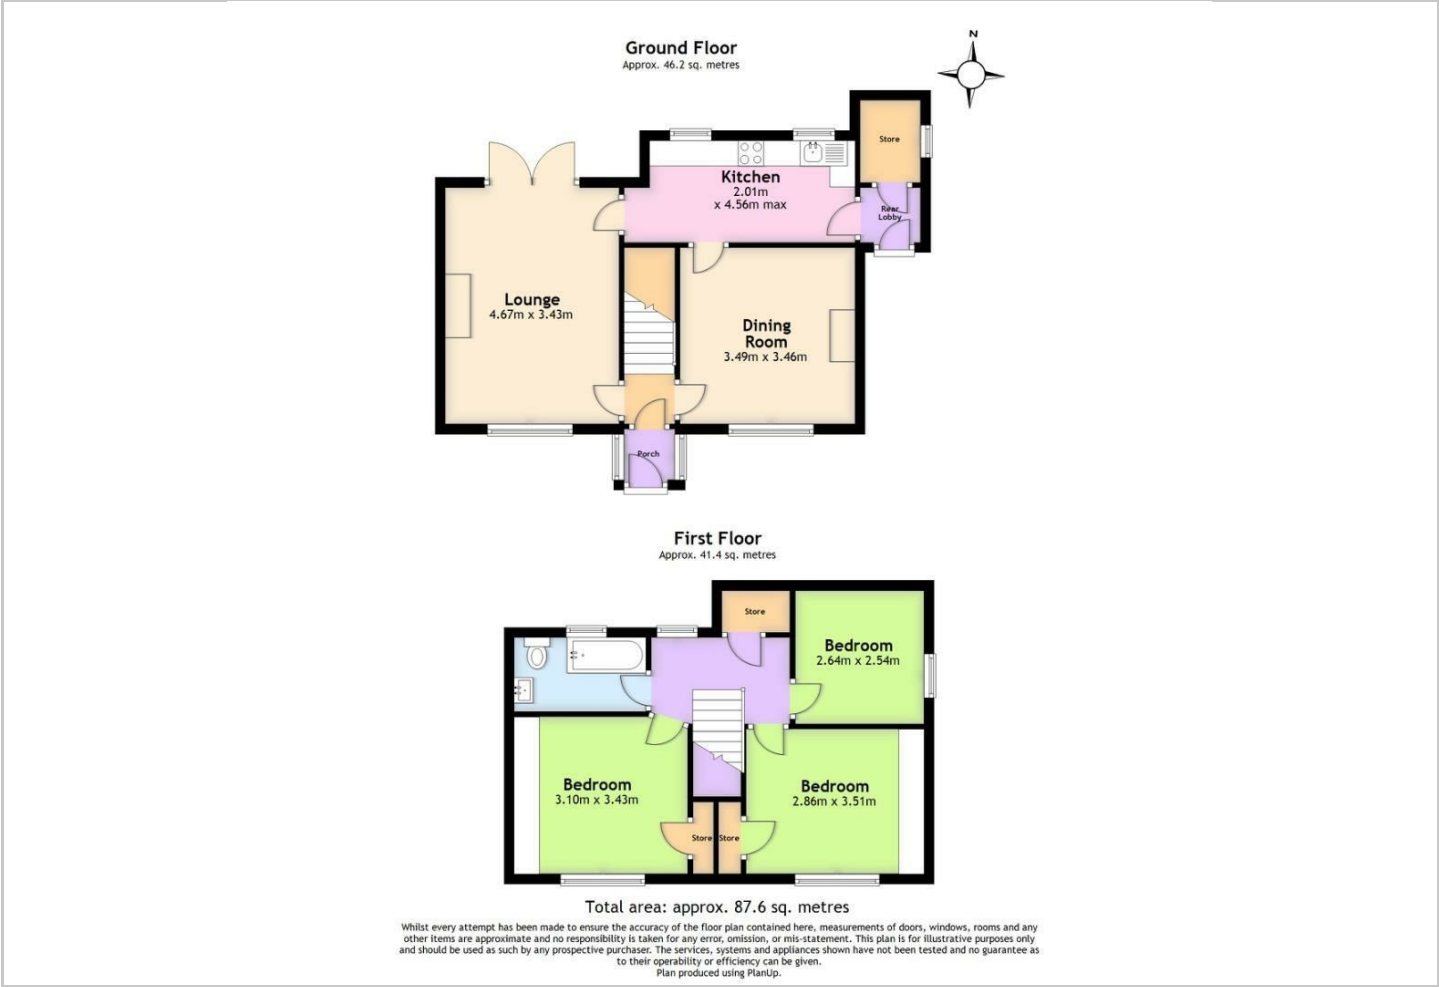 Ground Floor
Approx. 46.2 sq. metres
N
Store
Kitchen
2.01m
x 4.56m max
Rear
Lobby
Lounge
4.67m x 3.43m
Dining
Room
3.49m x 3.46m
Porch
First Floor
Approx. 41.4 sq. metres
Store
Bedroom
2.64m x 2.54m
Bedroom
3.10m x 3.43m
Bedroom
2.86m x 3.51m
Store
Store
Total area: approx. 87.6 sq. metres
Whilst every attempt has been made to ensure the accuracy of the floor plan contained here, measurements of doors, windows, rooms and any
other items are approximate and no responsibility is taken for any error, omission, or mis-statement. This plan is for illustrative purposes only
and should be used as such by any prospective purchaser. The services, systems and appliances shown have not been tested and no guarantee as
to their operability or efficiency can be given.
Plan produced using PlanUp.